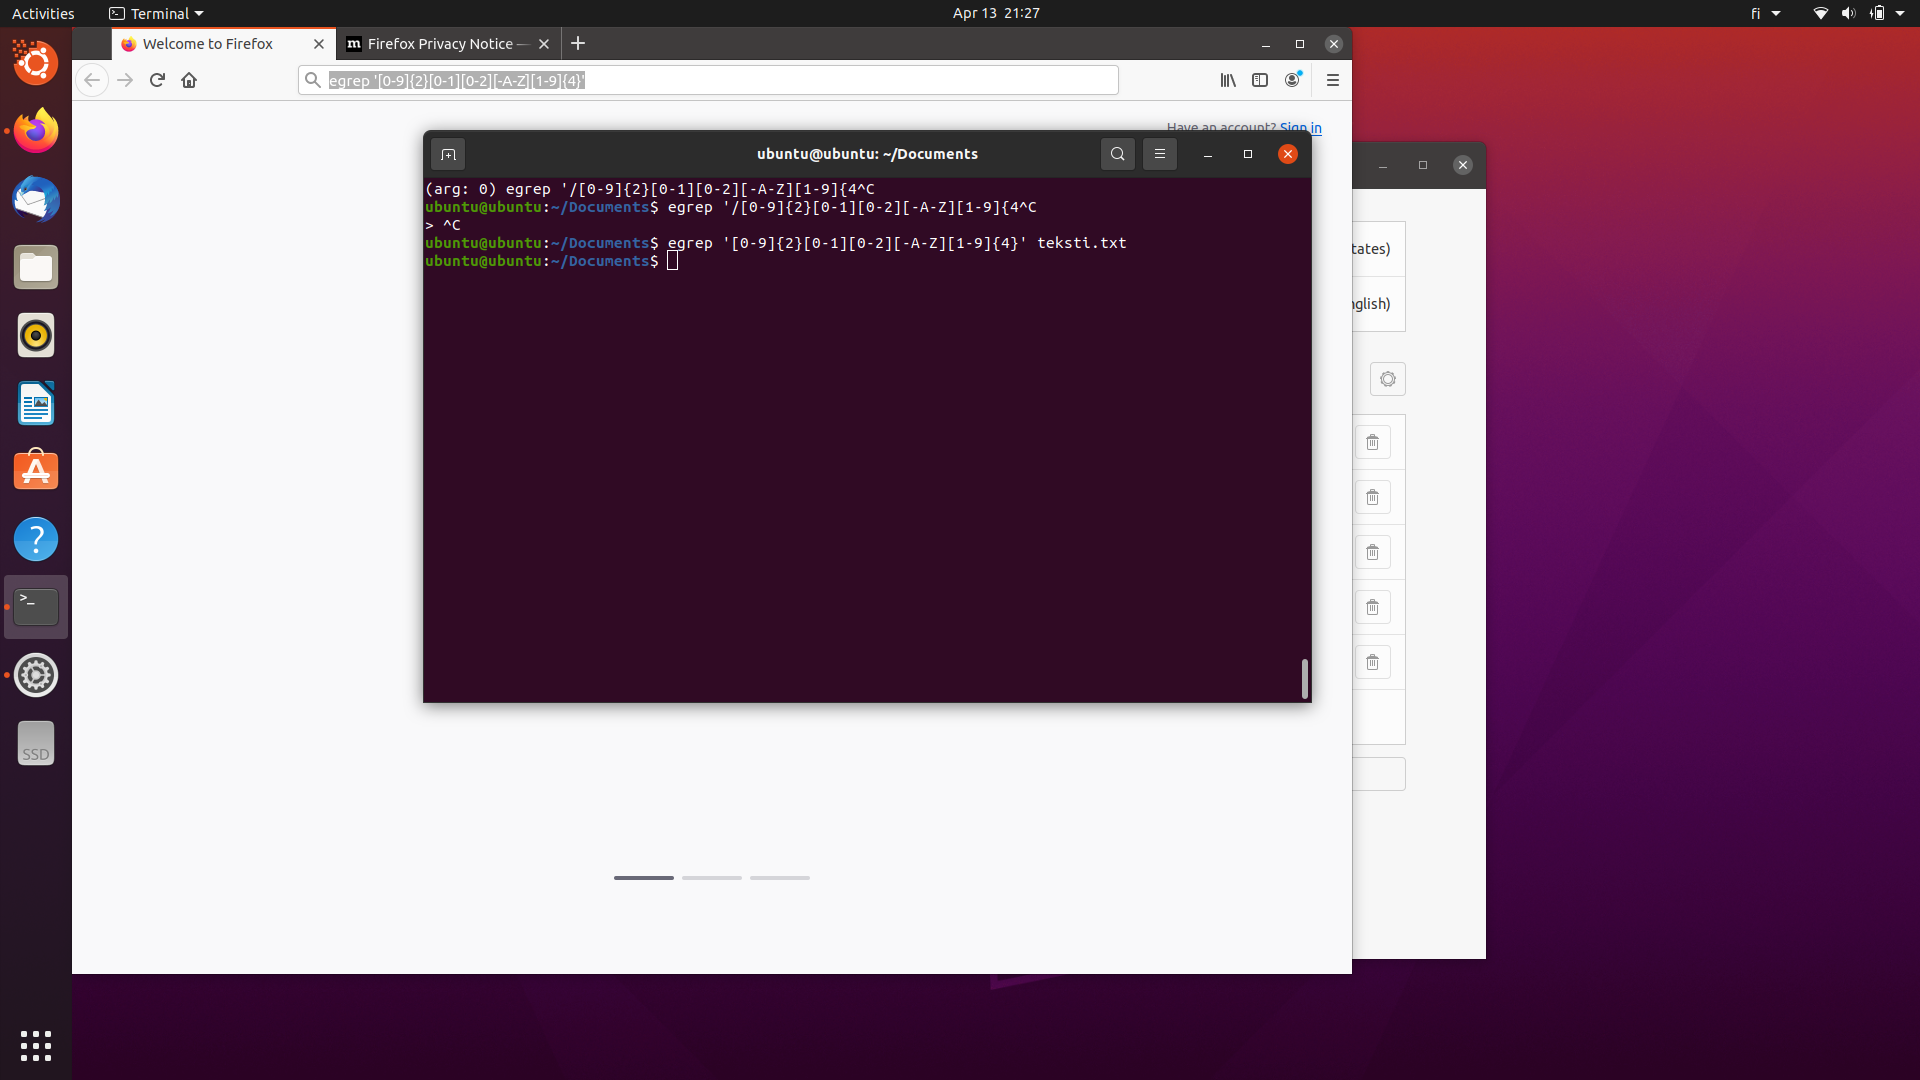 Activities
Terminal
Apr 13 21:27
fi
Welcome to Firefox
Firefox Privacy Notice —
egrep '[0-9]{2}[0-1][0-2][-A-Z][1-9]{4}'
Have an account? Sign in
ubuntu@ubuntu: ~/Documents
(arg: 0) egrep '/[0-9]{2}[0-1][0-2][-A-Z][1-9]{4^C
ubuntu@ubuntu:~/Documents$ egrep '/[0-9]{2}[0-1][0-2][-A-Z][1-9]{4^C
> ^C
ubuntu@ubuntu:~/Documents$ egrep '[0-9]{2}[0-1][0-2][-A-Z][1-9]{4}' teksti.txt
ubuntu@ubuntu:~/Documents$
tates)
nglish)
SSD